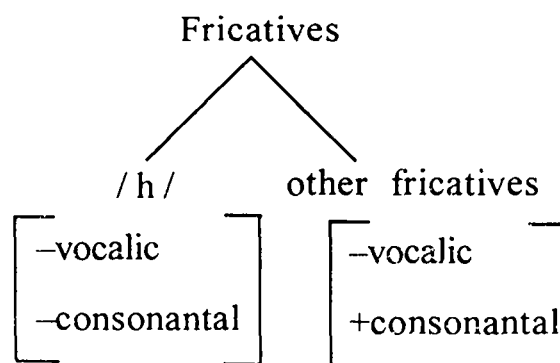 Fricatives
/h/ other fricatives
–vocalic –vocalic
–consonantal +consonantal